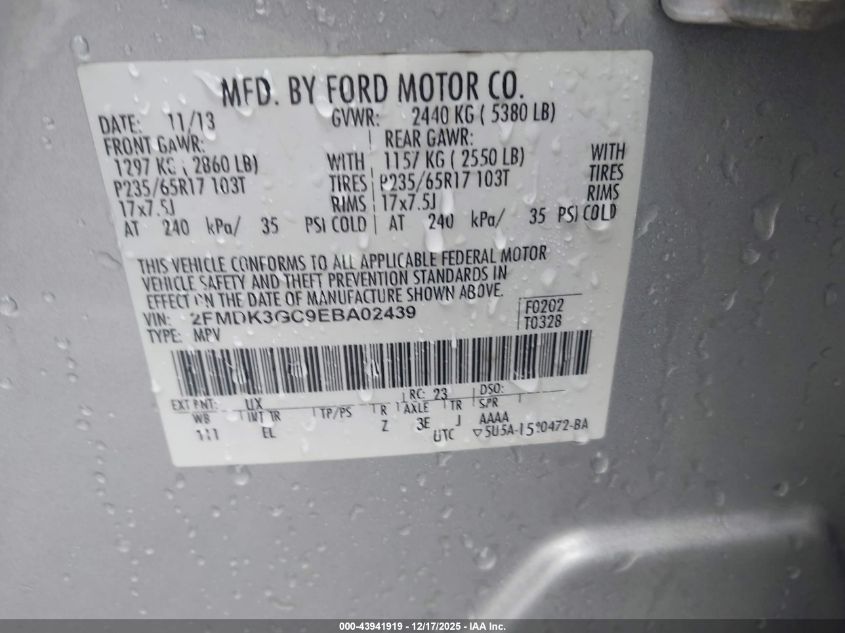 MFD. BY FORD MOTOR CO.
DATE: 11/13 GVWR: 2440 KG ( 5380 LB)
FRONT GAWR: REAR GAWR:
1297 KG ( 2860 LB) WITH 1157 KG ( 2550 LB) WITH
P235/65R17 103T TIRES P235/65R17 103T TIRES
17x7.5J RIMS 17x7.5J RIMS
AT 240 kPa/ 35 PSI COLD AT 240 kPa/ 35 PSI COLD
THIS VEHICLE CONFORMS TO ALL APPLICABLE FEDERAL MOTOR
VEHICLE SAFETY AND THEFT PREVENTION STANDARDS IN
EFFECT ON THE DATE OF MANUFACTURE SHOWN ABOVE.
VIN: 2FMDK3GC9EBA02439 F0202
TYPE: MPV T0328
EXT PNT: UX RC: 23 DSO:
WB INT TR TP/PS R AXLE TR SPR
111 EL Z 3E J AAAA
UTC ▽5U5A-1520472-BA
000-43941919 - 12/17/2025 - IAA Inc.